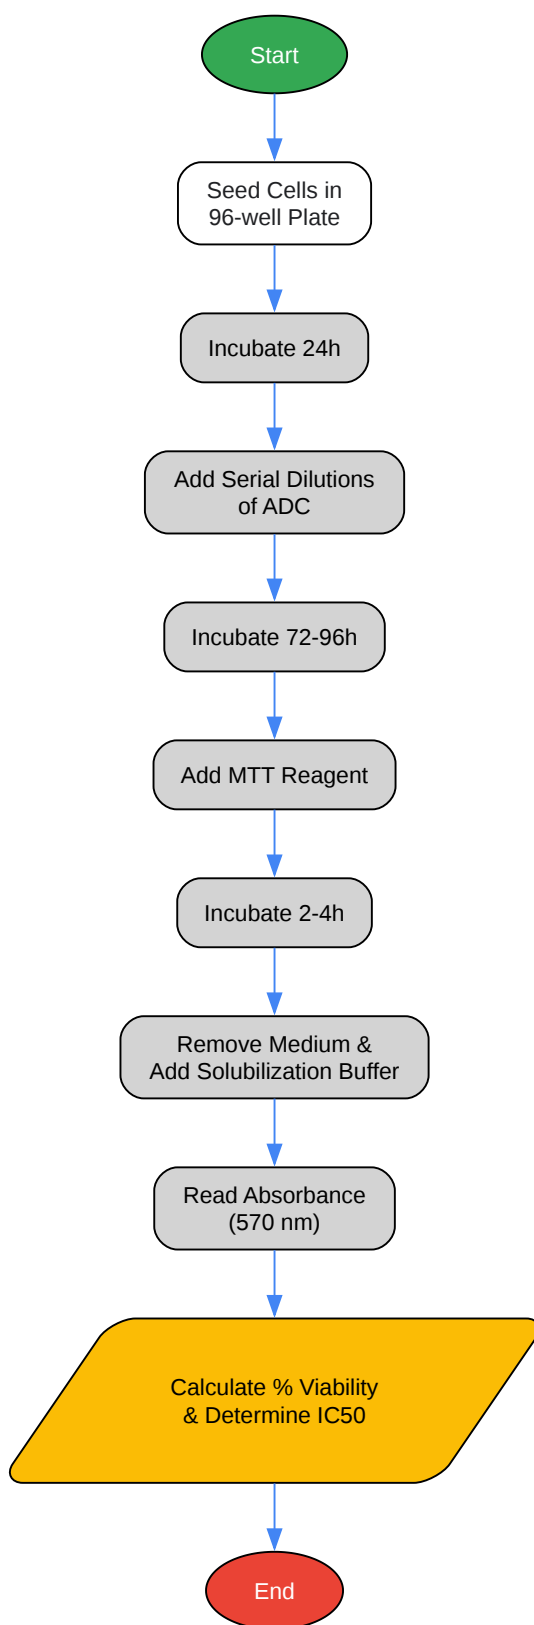 Start
Seed Cells in
96-well Plate
Incubate 24h
Add Serial Dilutions
of ADC
Incubate 72-96h
Add MTT Reagent
Incubate 2-4h
Remove Medium &
Add Solubilization Buffer
Read Absorbance
(570 nm)
Calculate % Viability
& Determine IC50
End